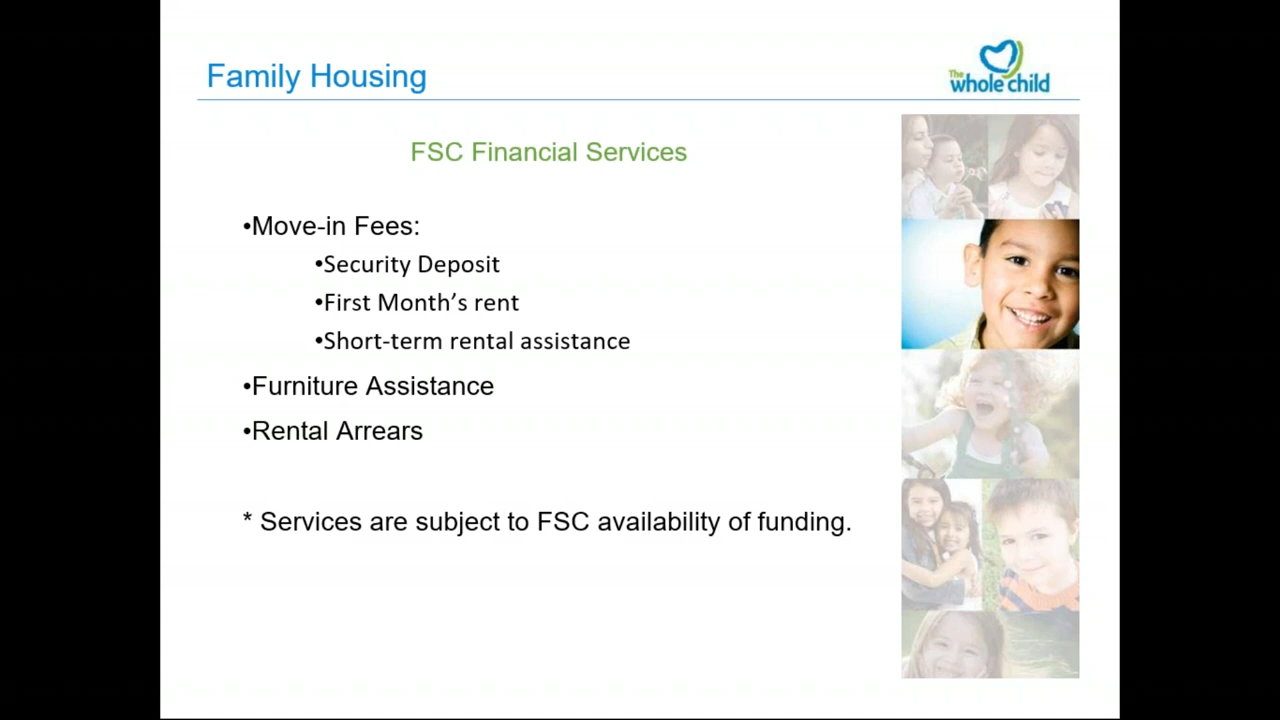 Family Housing
The
whole child
FSC Financial Services
•Move-in Fees:
•Security Deposit
•First Month’s rent
•Short-term rental assistance
•Furniture Assistance
•Rental Arrears
* Services are subject to FSC availability of funding.